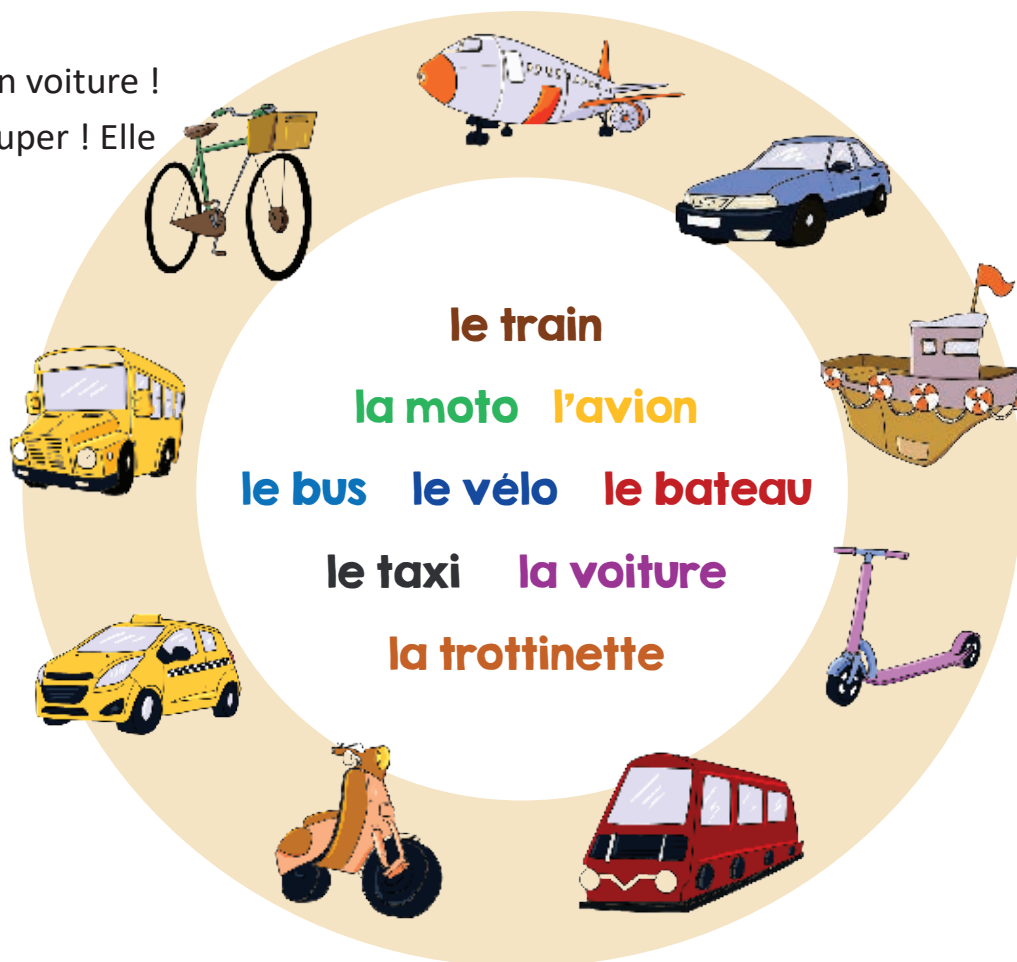 n voiture !
uper ! Elle
le train
la moto l'avion
le bus le vélo le bateau
le taxi la voiture
la trottinette